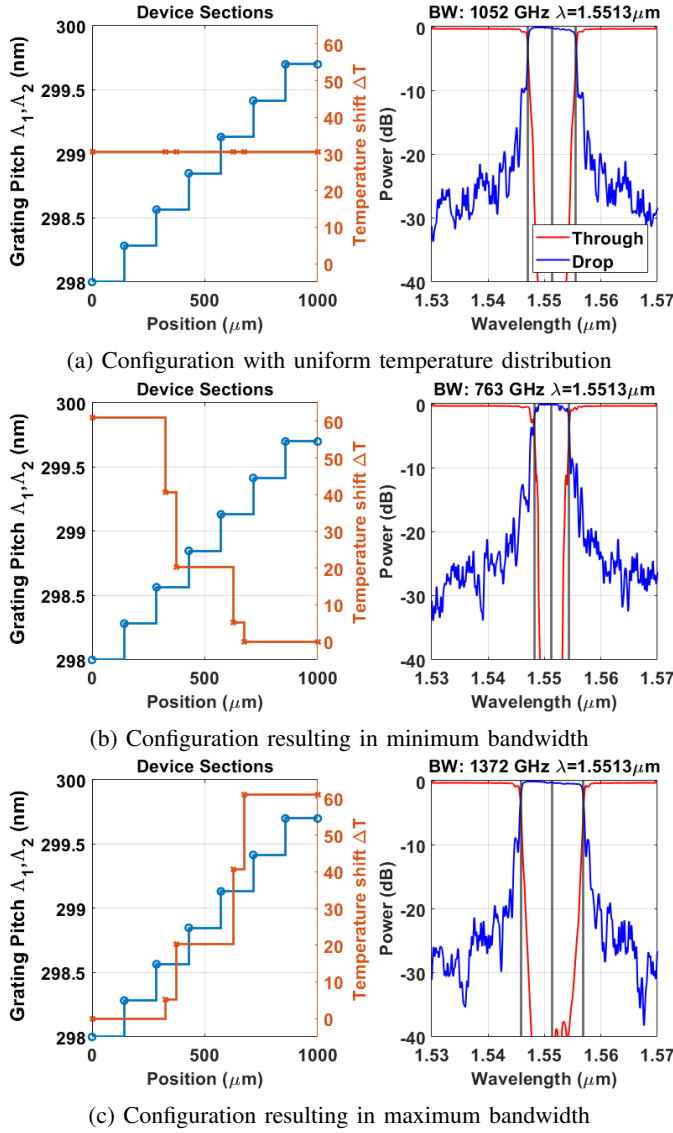 Device Sections
BW: 1052 GHz λ=1.5513μm
300
299.5
299
298.5
298
Grating Pitch Λ₁,Λ₂ (nm)
60
50
40
30
20
10
0
Temperature shift ΔT
0
500
1000
Position (μm)
0
-10
-20
-30
-40
Power (dB)
Through
Drop
1.53
1.54
1.55
1.56
1.57
Wavelength (μm)
(a) Configuration with uniform temperature distribution
Device Sections
BW: 763 GHz λ=1.5513μm
300
299.5
299
298.5
298
Grating Pitch Λ₁,Λ₂ (nm)
60
50
40
30
20
10
0
Temperature shift ΔT
0
500
1000
Position (μm)
0
-10
-20
-30
-40
Power (dB)
1.53
1.54
1.55
1.56
1.57
Wavelength (μm)
(b) Configuration resulting in minimum bandwidth
Device Sections
BW: 1372 GHz λ=1.5513μm
300
299.5
299
298.5
298
Grating Pitch Λ₁,Λ₂ (nm)
60
50
40
30
20
10
0
Temperature shift ΔT
0
500
1000
Position (μm)
0
-10
-20
-30
-40
Power (dB)
1.53
1.54
1.55
1.56
1.57
Wavelength (μm)
(c) Configuration resulting in maximum bandwidth